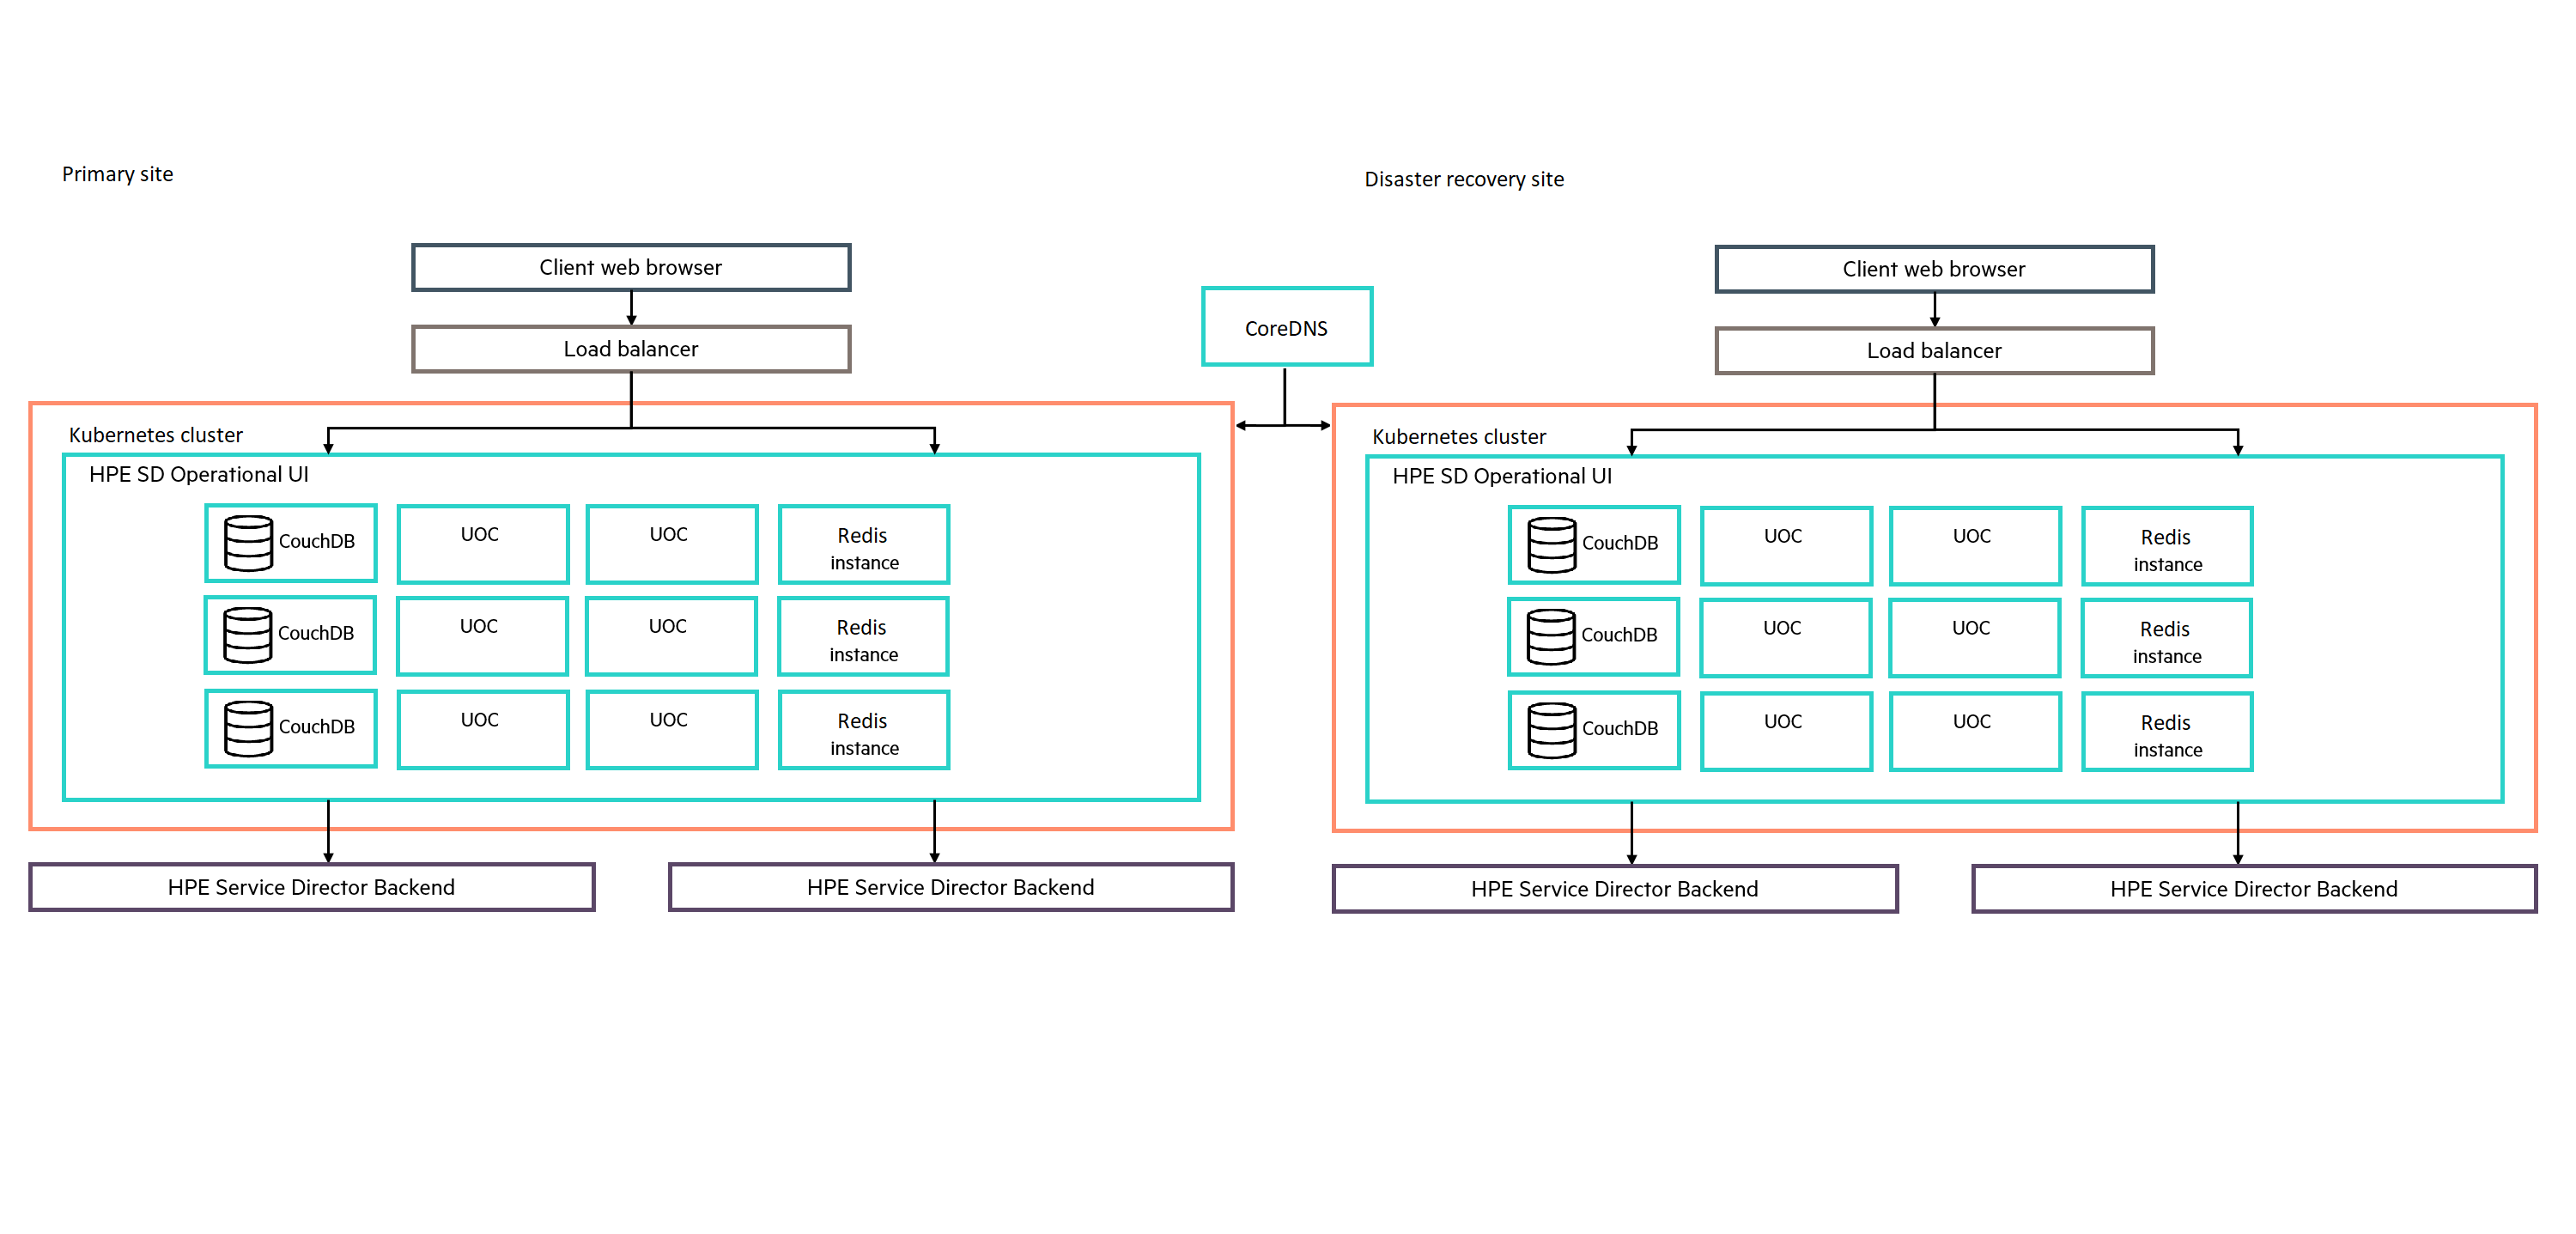 Primary site
Client web browser
Load balancer
Kubernetes cluster
HPE SD Operational UI
CouchDB
UOC
UOC
Redis
instance
CouchDB
UOC
UOC
Redis
instance
CouchDB
UOC
UOC
Redis
instance
HPE Service Director Backend
HPE Service Director Backend
CoreDNS
Disaster recovery site
Client web browser
Load balancer
Kubernetes cluster
HPE SD Operational UI
CouchDB
UOC
UOC
Redis
instance
CouchDB
UOC
UOC
Redis
instance
CouchDB
UOC
UOC
Redis
instance
HPE Service Director Backend
HPE Service Director Backend